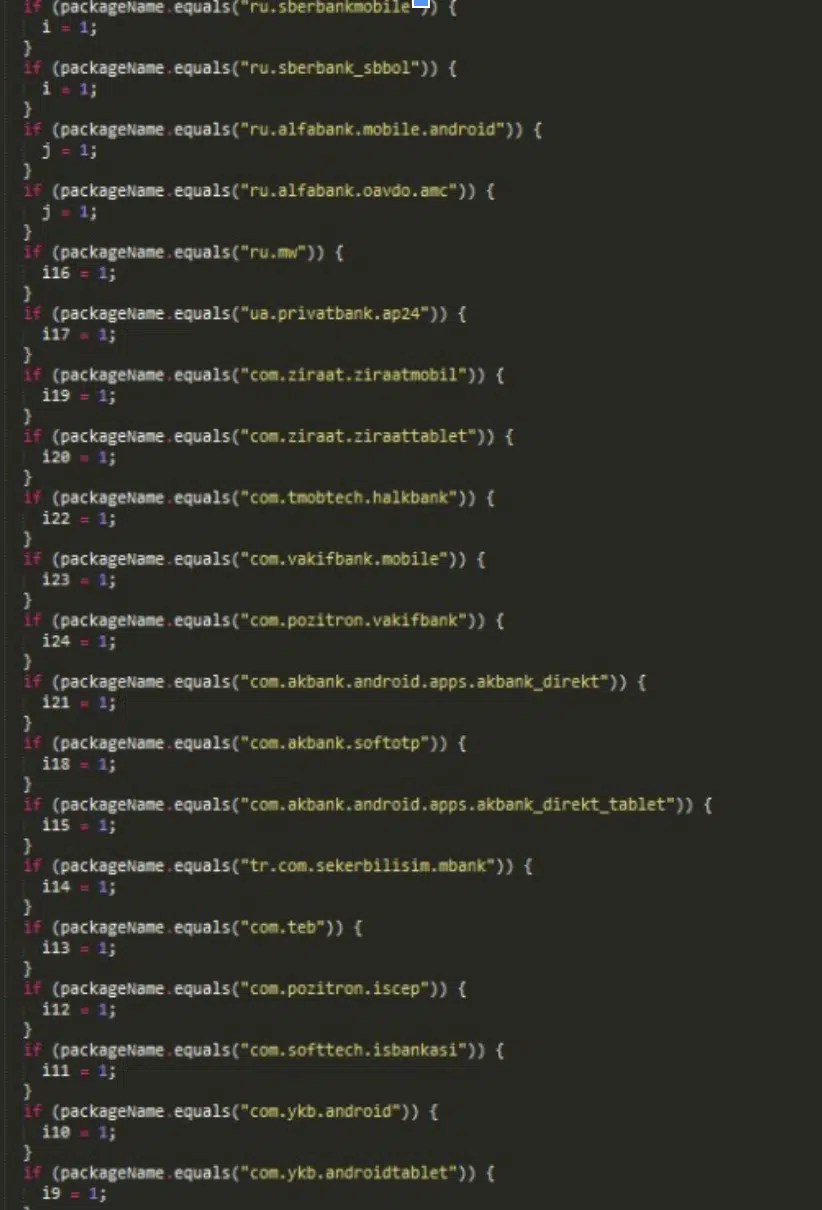 if (packageName.equals("ru.sberbankmobile")) {
i = 1;
}
if (packageName.equals("ru.sberbank_sbbol")) {
i = 1;
}
if (packageName.equals("ru.alfabank.mobile.android")) {
j = 1;
}
if (packageName.equals("ru.alfabank.oavdo.amc")) {
j = 1;
}
if (packageName.equals("ru.mw")) {
i16 = 1;
}
if (packageName.equals("ua.privatbank.ap24")) {
i17 = 1;
}
if (packageName.equals("com.ziraat.ziraatmobil")) {
i19 = 1;
}
if (packageName.equals("com.ziraat.ziraattablet")) {
i20 = 1;
}
if (packageName.equals("com.tmobtech.halkbank")) {
i22 = 1;
}
if (packageName.equals("com.vakifbank.mobile")) {
i23 = 1;
}
if (packageName.equals("com.pozitron.vakifbank")) {
i24 = 1;
}
if (packageName.equals("com.akbank.android.apps.akbank_direkt")) {
i21 = 1;
}
if (packageName.equals("com.akbank.softotp")) {
i18 = 1;
}
if (packageName.equals("com.akbank.android.apps.akbank_direkt_tablet")) {
i15 = 1;
}
if (packageName.equals("tr.com.sekerbilisim.mbank")) {
i14 = 1;
}
if (packageName.equals("com.teb")) {
i13 = 1;
}
if (packageName.equals("com.pozitron.iscep")) {
i12 = 1;
}
if (packageName.equals("com.softtech.isbankasi")) {
i11 = 1;
}
if (packageName.equals("com.ykb.android")) {
i10 = 1;
}
if (packageName.equals("com.ykb.androidtablet")) {
i9 = 1;
}